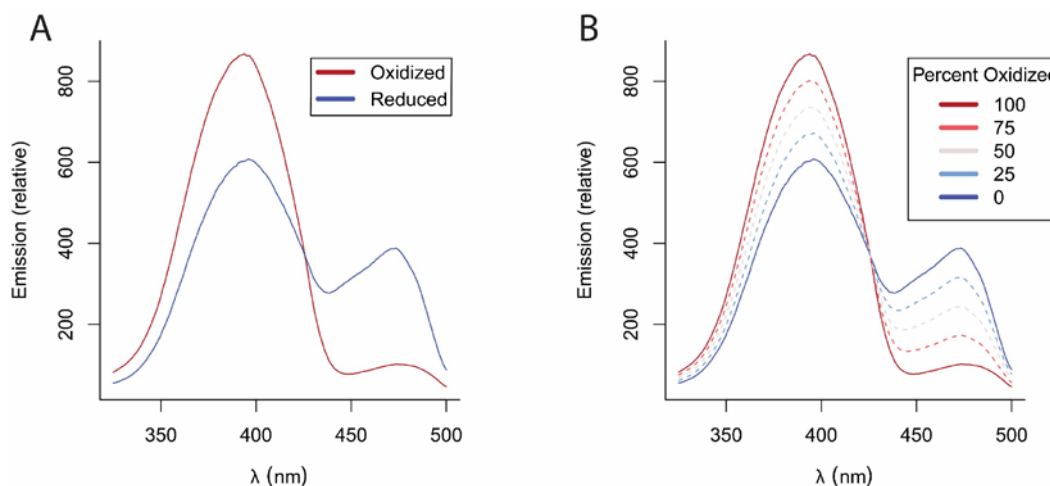 A
Emission (relative)
800
600
400
200
350
400
450
500
λ (nm)
Oxidized
Reduced
B
Emission (relative)
800
600
400
200
350
400
450
500
λ (nm)
Percent Oxidized
100
75
50
25
0